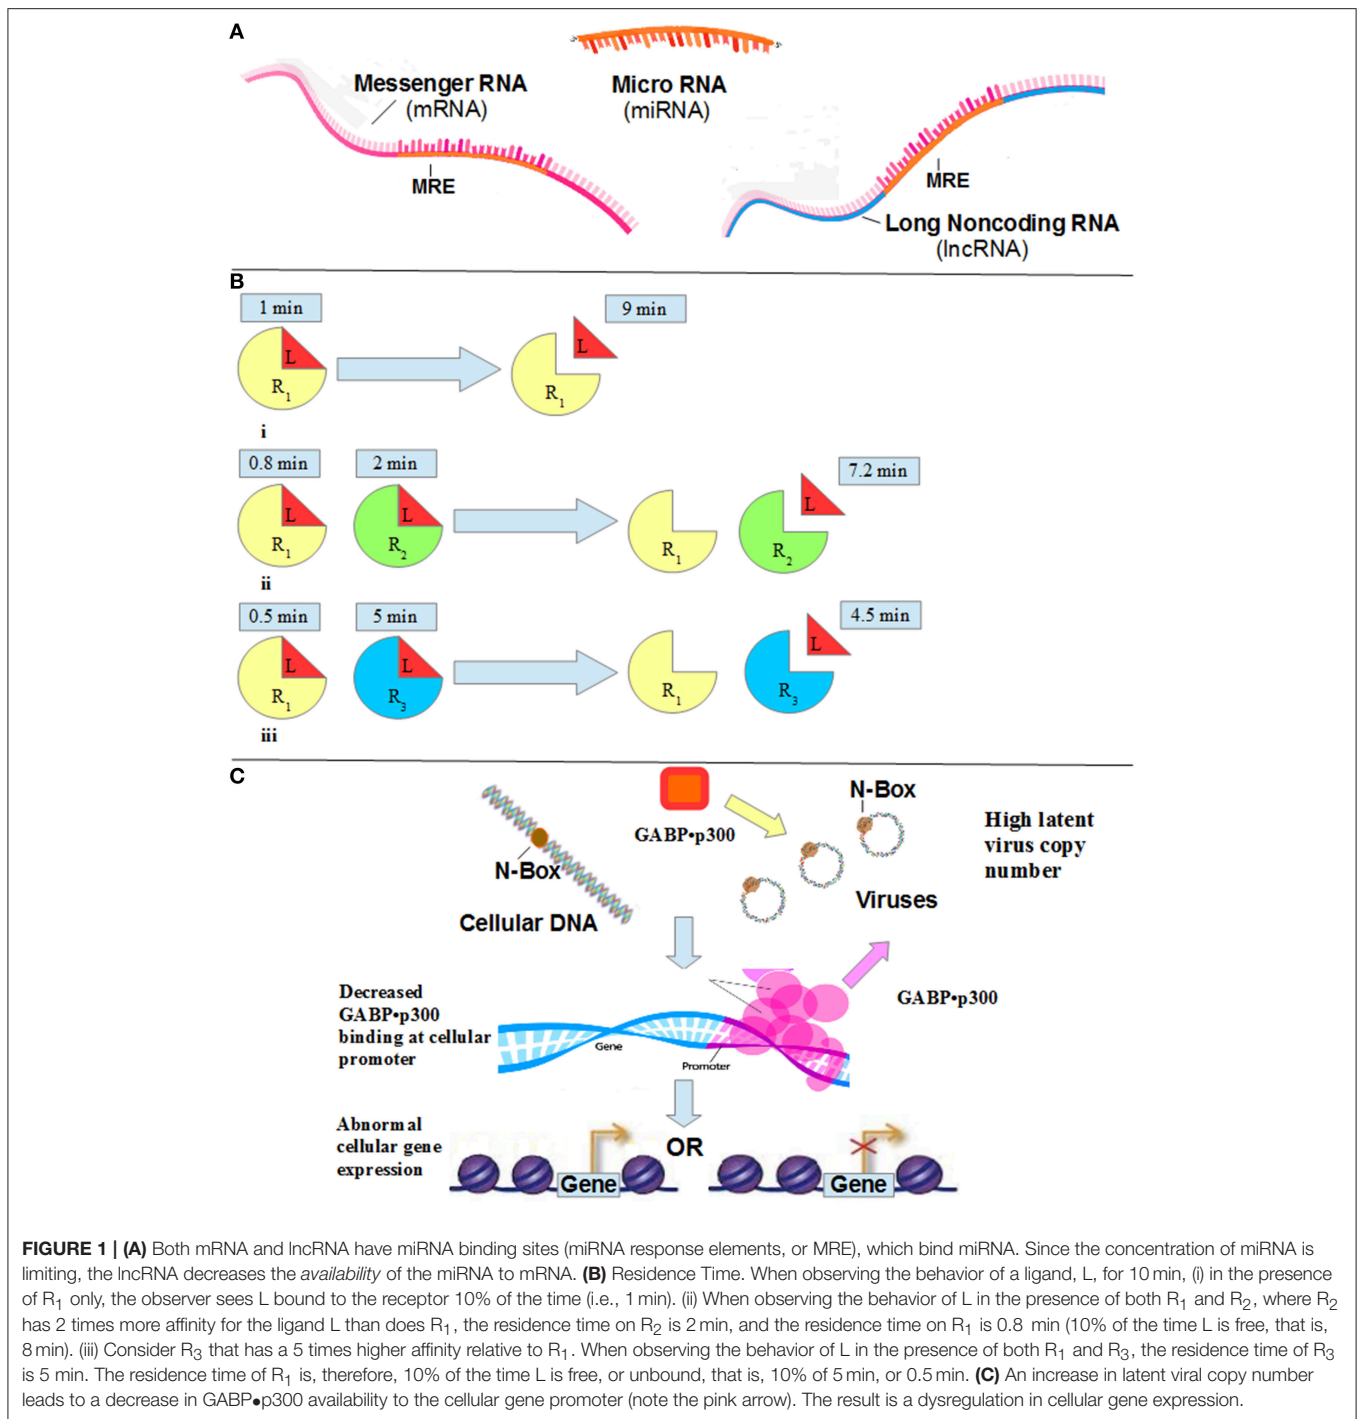 A
Messenger RNA
(mRNA)
Micro RNA
(miRNA)
MRE
MRE
Long Noncoding RNA
(lncRNA)
B
1 min
9 min
L
R1
L
R1
i
0.8 min
2 min
7.2 min
L
R1
L
R2
R1
L
R2
ii
0.5 min
5 min
4.5 min
L
R1
L
R3
R1
L
R3
iii
C
N-Box
Cellular DNA
GABP•p300
N-Box
Viruses
High latent
virus copy
number
Decreased
GABP•p300
binding at cellular
promoter
Gene
Promoter
GABP•p300
Abnormal
cellular gene
expression
Gene
OR
Gene
FIGURE 1 | (A) Both mRNA and lncRNA have miRNA binding sites (miRNA response elements, or MRE), which bind miRNA. Since the concentration of miRNA is
limiting, the lncRNA decreases the availability of the miRNA to mRNA. (B) Residence Time. When observing the behavior of a ligand, L, for 10 min, (i) in the presence
of R1 only, the observer sees L bound to the receptor 10% of the time (i.e., 1 min). (ii) When observing the behavior of L in the presence of both R1 and R2, where R2
has 2 times more affinity for the ligand L than does R1, the residence time on R2 is 2 min, and the residence time on R1 is 0.8 min (10% of the time L is free, that is,
8 min). (iii) Consider R3 that has a 5 times higher affinity relative to R1. When observing the behavior of L in the presence of both R1 and R3, the residence time of R3
is 5 min. The residence time of R1 is, therefore, 10% of the time L is free, or unbound, that is, 10% of 5 min, or 0.5 min. (C) An increase in latent viral copy number
leads to a decrease in GABP●p300 availability to the cellular gene promoter (note the pink arrow). The result is a dysregulation in cellular gene expression.